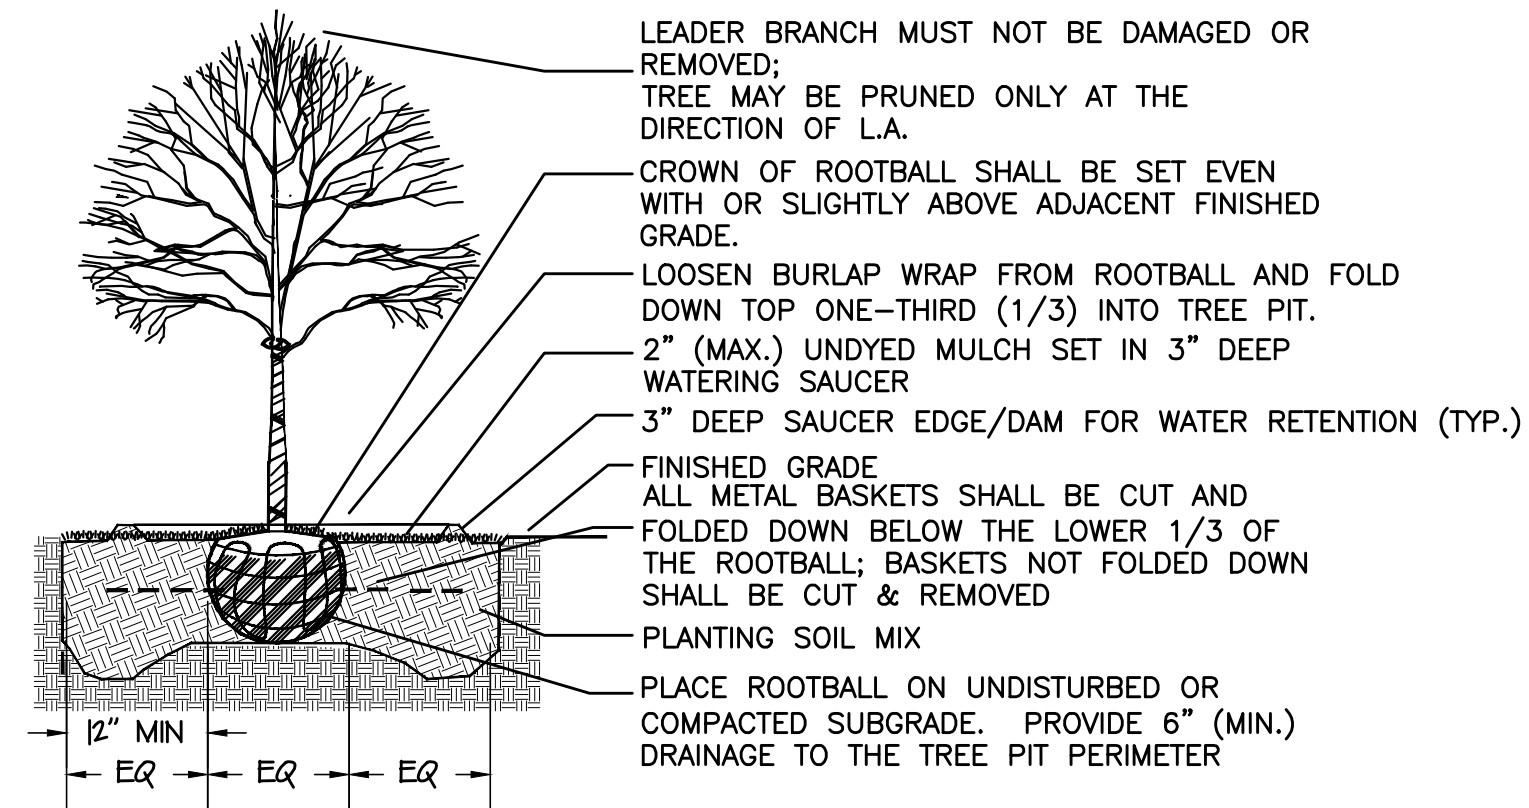 LEADER BRANCH MUST NOT BE DAMAGED OR
REMOVED;
TREE MAY BE PRUNED ONLY AT THE
DIRECTION OF L.A.
CROWN OF ROOTBALL SHALL BE SET EVEN
WITH OR SLIGHTLY ABOVE ADJACENT FINISHED
GRADE.
LOOSEN BURLAP WRAP FROM ROOTBALL AND FOLD
DOWN TOP ONE-THIRD (1/3) INTO TREE PIT.
2" (MAX.) UNDYED MULCH SET IN 3" DEEP
WATERING SAUCER
3" DEEP SAUCER EDGE/DAM FOR WATER RETENTION (TYP.)
FINISHED GRADE
ALL METAL BASKETS SHALL BE CUT AND
FOLDED DOWN BELOW THE LOWER 1/3 OF
THE ROOTBALL; BASKETS NOT FOLDED DOWN
SHALL BE CUT & REMOVED
PLANTING SOIL MIX
PLACE ROOTBALL ON UNDISTURBED OR
COMPACTED SUBGRADE. PROVIDE 6" (MIN.)
DRAINAGE TO THE TREE PIT PERIMETER
12" MIN
EQ EQ EQ